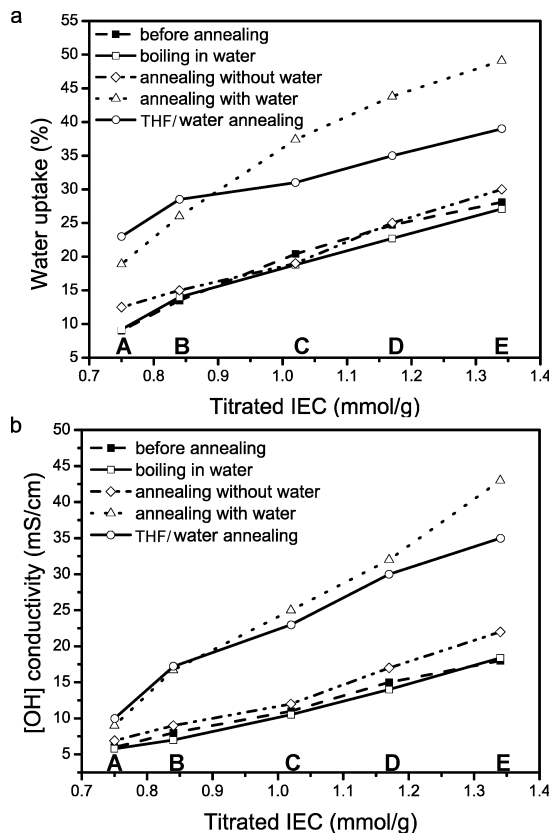 a
before annealing
boiling in water
annealing without water
annealing with water
THF/water annealing
Water uptake (%)
55
50
45
40
35
30
25
20
15
10
5
A B C D E
0.7 0.8 0.9 1.0 1.1 1.2 1.3 1.4
Titrated IEC (mmol/g)
b
before annealing
boiling in water
annealing without water
annealing with water
THF/water annealing
[OH] conductivity (mS/cm)
50
45
40
35
30
25
20
15
10
5
A B C D E
0.7 0.8 0.9 1.0 1.1 1.2 1.3 1.4
Titrated IEC (mmol/g)